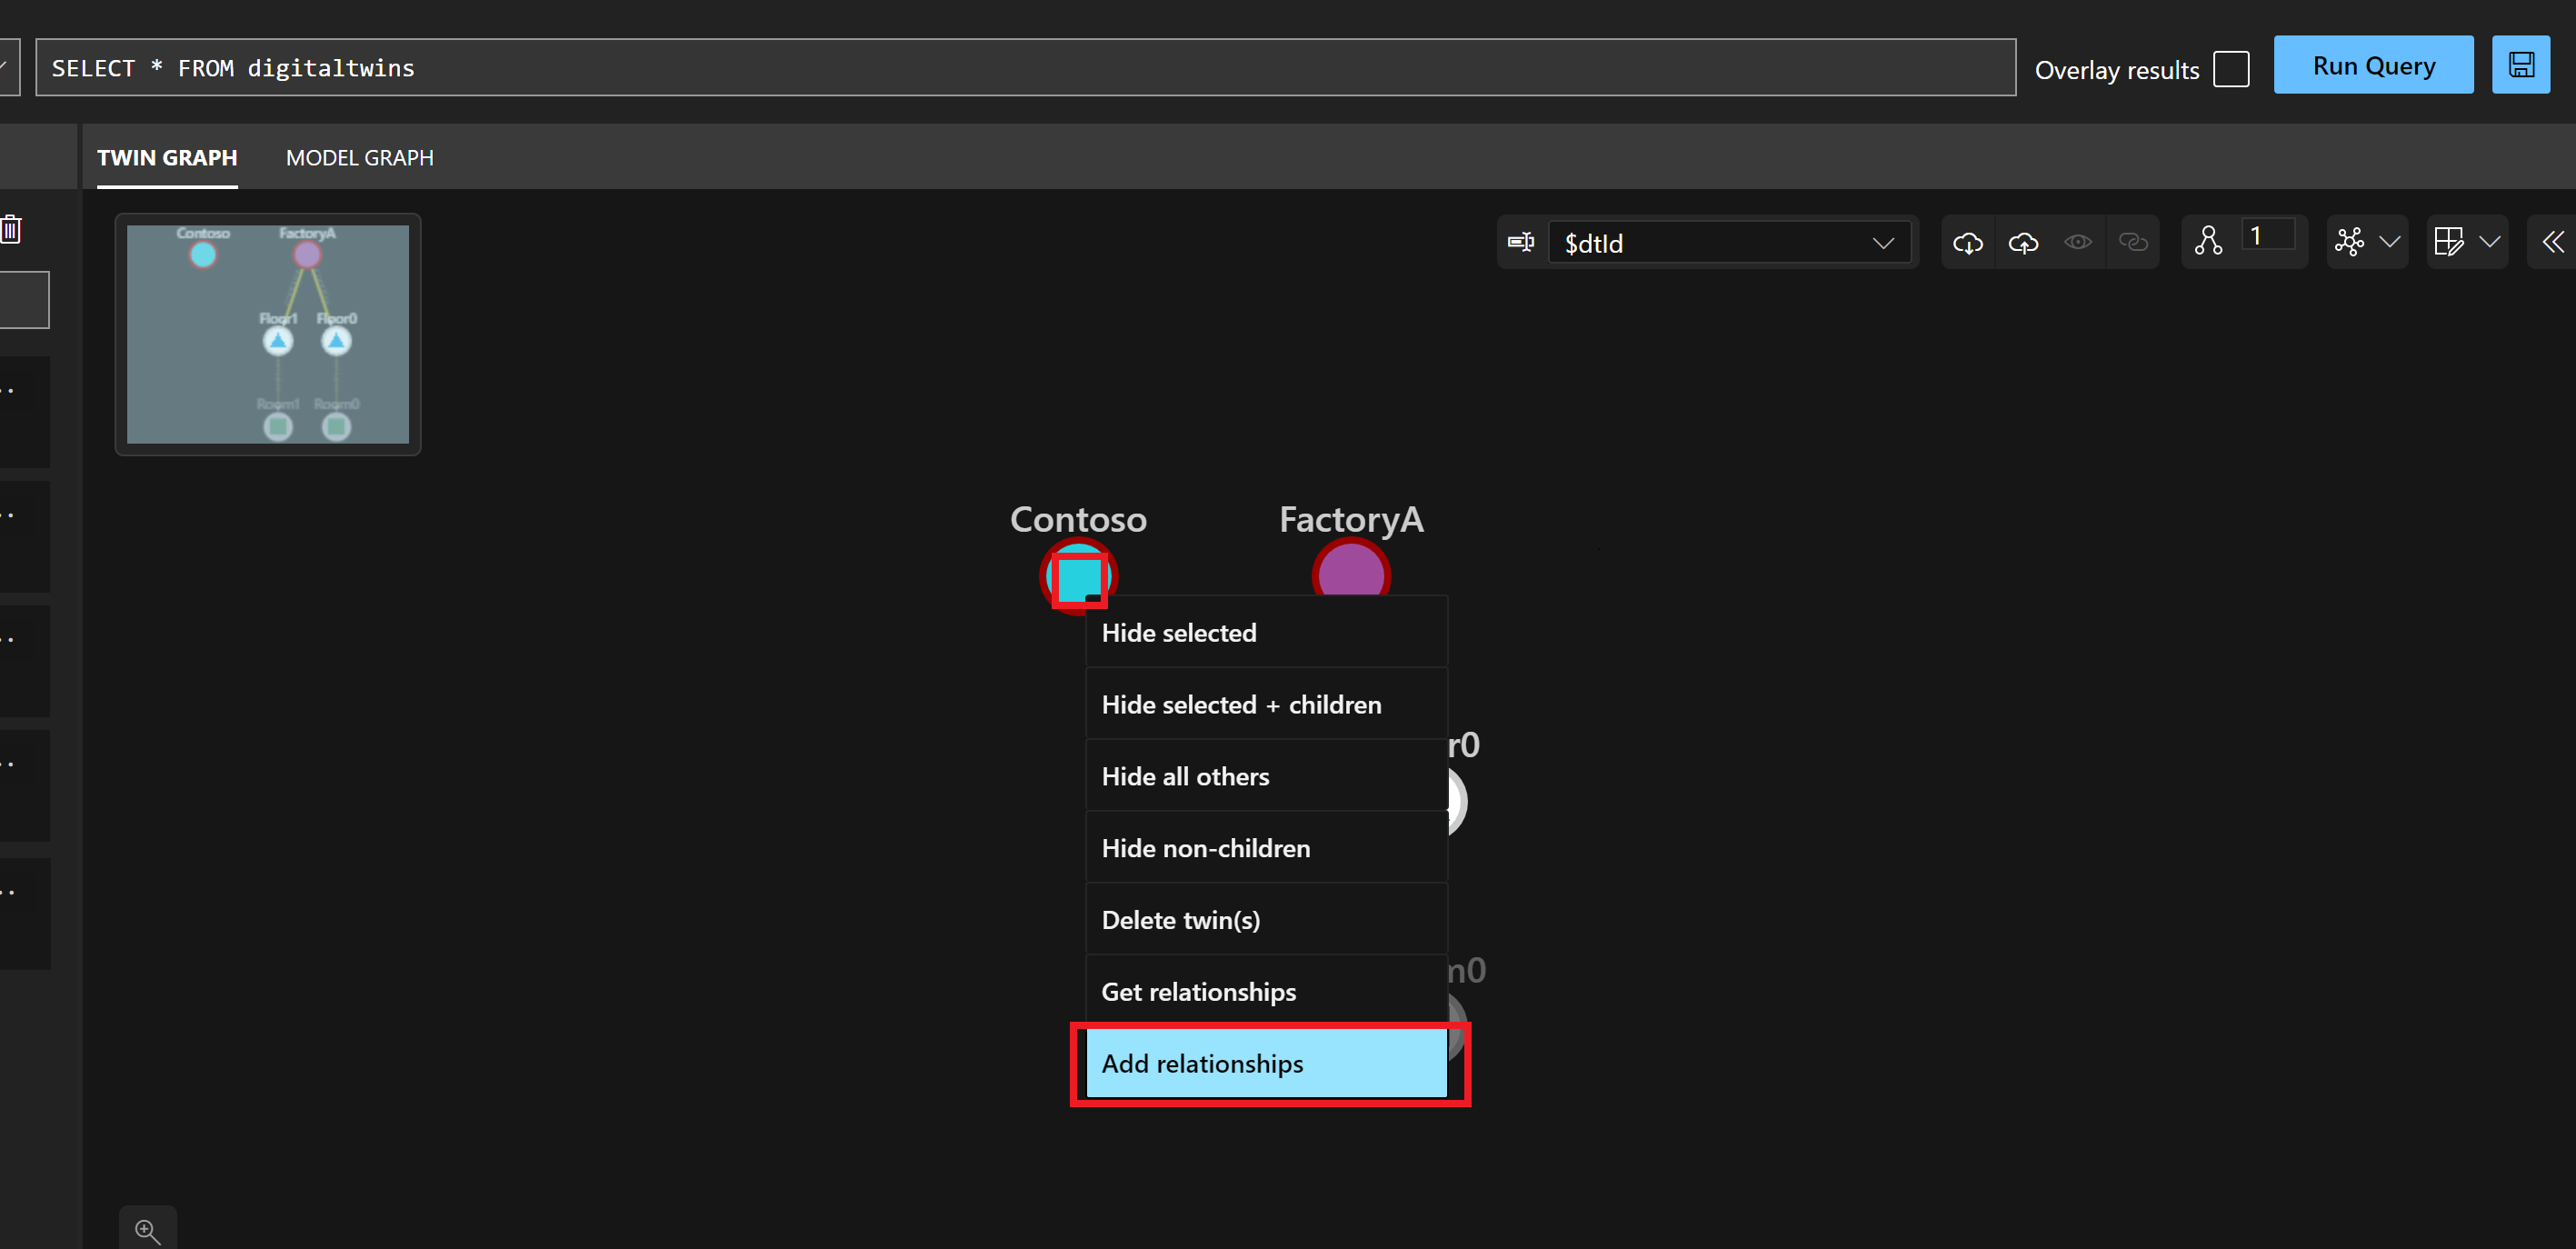 SELECT * FROM digitaltwins
Overlay results
Run Query
TWIN GRAPH
MODEL GRAPH
Contoso
FactoryA
Floor1
Floor0
Room1
Room0
$dtId
1
Contoso
FactoryA
Hide selected
Hide selected + children
r0
Hide all others
Hide non-children
Delete twin(s)
m0
Get relationships
Add relationships